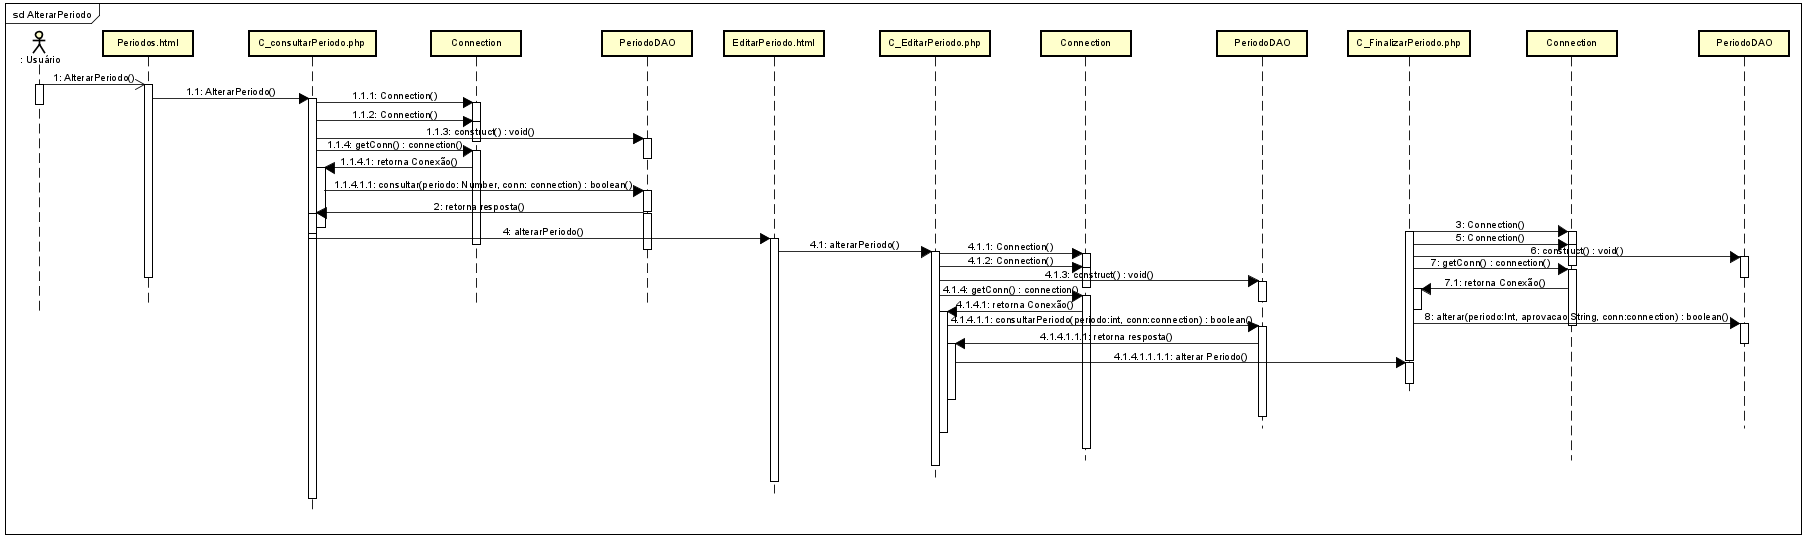 sd AlterarPeriodo
: Usuário
Periodos.html
C_consultarPeriodo.php
Connection
PeriodoDAO
EditarPeriodo.html
C_EditarPeriodo.php
Connection
PeriodoDAO
C_FinalizarPeriodo.php
Connection
PeriodoDAO
1: AlterarPeriodo()
1.1: AlterarPeriodo()
1.1.1: Connection()
1.1.2: Connection()
1.1.3: construct() : void()
1.1.4: getConn() : connection()
1.1.4.1: retorna Conexão()
1.1.4.1.1: consultar(periodo: Number, conn: connection) : boolean()
2: retorna resposta()
4: alterarPeriodo()
4.1: alterarPeriodo()
4.1.1: Connection()
4.1.2: Connection()
4.1.3: construct() : void()
4.1.4: getConn() : connection()
4.1.4.1: retorna Conexão()
4.1.4.1.1: consultarPeriodo(periodo:int, conn:connection) : boolean()
4.1.4.1.1.1: retorna resposta()
4.1.4.1.1.1.1: alterar Periodo()
3: Connection()
5: Connection()
6: construct() : void()
7: getConn() : connection()
7.1: retorna Conexão()
8: alterar(periodo:Int, aprovacao String, conn:connection) : boolean()